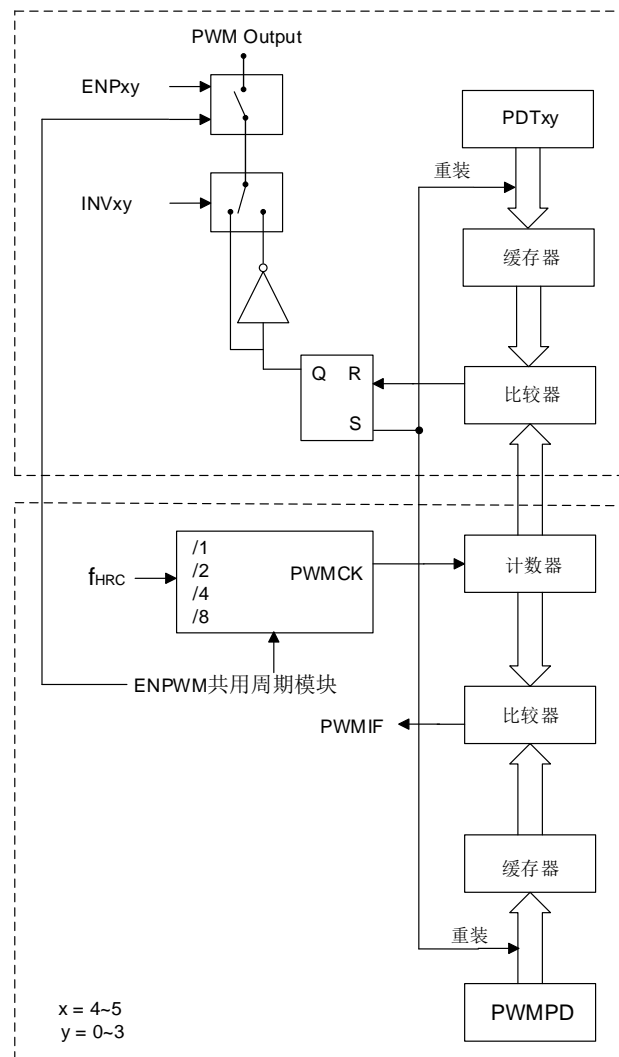 PWM Output
ENPxy
PDTxy
重装
INVxy
缓存器
Q R
比较器
S
/1
/2
/4
/8
PWMCK
fHRC
计数器
ENPWM共用周期模块
比较器
PWMIF
缓存器
重装
PWMPD
x = 4~5
y = 0~3